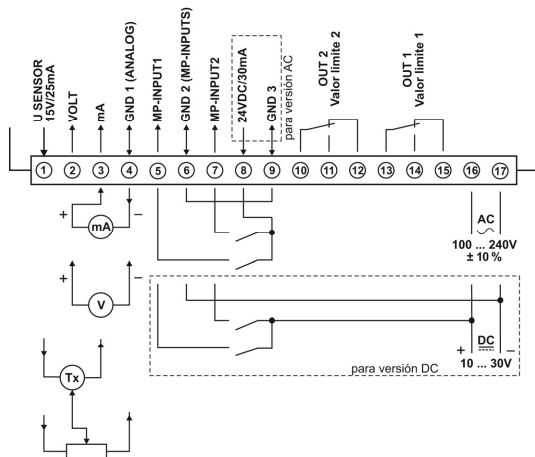 U SENSOR
15V/25mA
VOLT
mA
GND 1 (ANALOG)
MP-INPUT1
GND 2 (MP-INPUTS)
MP-INPUT2
24VDC/30mA
GND 3
para versión AC
OUT 2
Valor limite 2
OUT 1
Valor limite 1
1 2 3 4 5 6 7 8 9 10 11 12 13 14 15 16 17
+ mA −
AC
100 ... 240V
± 10 %
+ V −
+ DC −
10 ... 30V
para versión DC
Tx